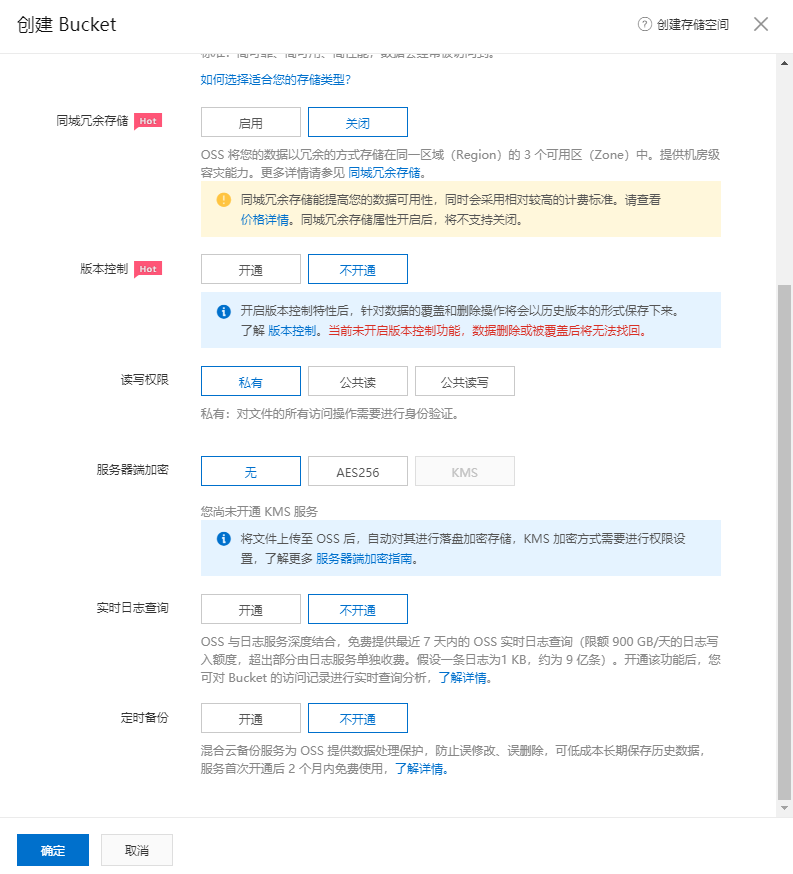 创建 Bucket
? 创建存储空间
标准：高可靠、高可用、高性能，数据会经常被访问到。
如何选择适合您的存储类型？
同城冗余存储 Hot 启用 关闭
OSS 将您的数据以冗余的方式存储在同一区域（Region）的 3 个可用区（Zone）中。提供机房级
容灾能力。更多详情请参见 同城冗余存储。
同城冗余存储能提高您的数据可用性，同时会采用相对较高的计费标准。请查看
价格详情。同城冗余存储属性开启后，将不支持关闭。
版本控制 Hot 开通 不开通
开启版本控制特性后，针对数据的覆盖和删除操作将会以历史版本的形式保存下来。
了解 版本控制。当前未开启版本控制功能，数据删除或被覆盖后将无法找回。
读写权限 私有 公共读 公共读写
私有：对文件的所有访问操作需要进行身份验证。
服务器端加密 无 AES256 KMS
您尚未开通 KMS 服务
将文件上传至 OSS 后，自动对其进行落盘加密存储，KMS 加密方式需要进行权限设
置，了解更多 服务器端加密指南。
实时日志查询 开通 不开通
OSS 与日志服务深度结合，免费提供最近 7 天内的 OSS 实时日志查询（限额 900 GB/天的日志写
入额度，超出部分由日志服务单独收费。假设一条日志为1 KB，约为 9 亿条）。开通该功能后，您
可对 Bucket 的访问记录进行实时查询分析，了解详情。
定时备份 开通 不开通
混合云备份服务为 OSS 提供数据处理保护，防止误修改、误删除，可低成本长期保存历史数据，
服务首次开通后 2 个月内免费使用，了解详情。
确定 取消